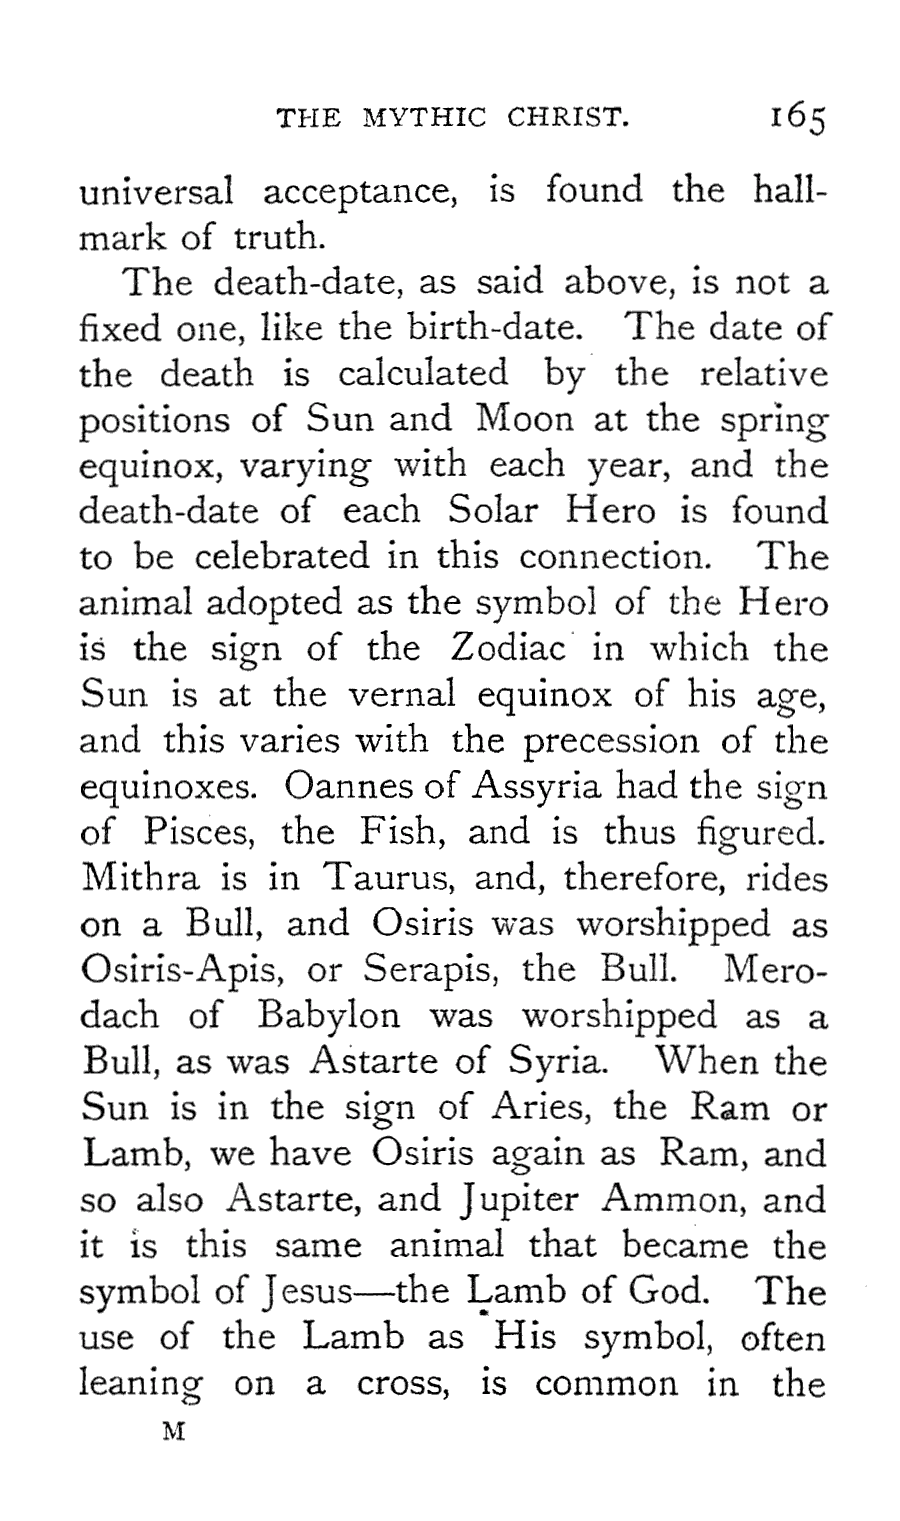 THE MYTHIC CHRIST. 165
universal acceptance, is found the hall-
mark of truth.
The death-date, as said above, is not a
fixed one, like the birth-date. The date of
the death is calculated by the relative
positions of Sun and Moon at the spring
equinox, varying with each year, and the
death-date of each Solar Hero is found
to be celebrated in this connection. The
animal adopted as the symbol of the Hero
is the sign of the Zodiac in which the
Sun is at the vernal equinox of his age,
and this varies with the precession of the
equinoxes. Oannes of Assyria had the sign
of Pisces, the Fish, and is thus figured.
Mithra is in Taurus, and, therefore, rides
on a Bull, and Osiris was worshipped as
Osiris-Apis, or Serapis, the Bull. Mero-
dach of Babylon was worshipped as a
Bull, as was Astarte of Syria. When the
Sun is in the sign of Aries, the Ram or
Lamb, we have Osiris again as Ram, and
so also Astarte, and Jupiter Ammon, and
it is this same animal that became the
symbol of Jesus—the Lamb of God. The
use of the Lamb as His symbol, often
leaning on a cross, is common in the
M